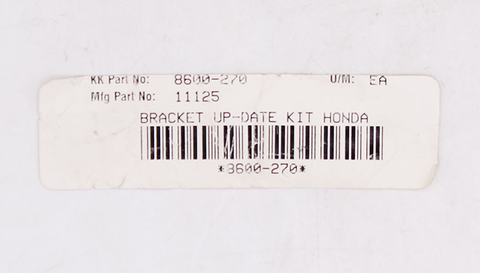 KK Part No: 8600-270 U/M: EA
Mfg Part No: 11125
BRACKET UP-DATE KIT HONDA
*8600-270*